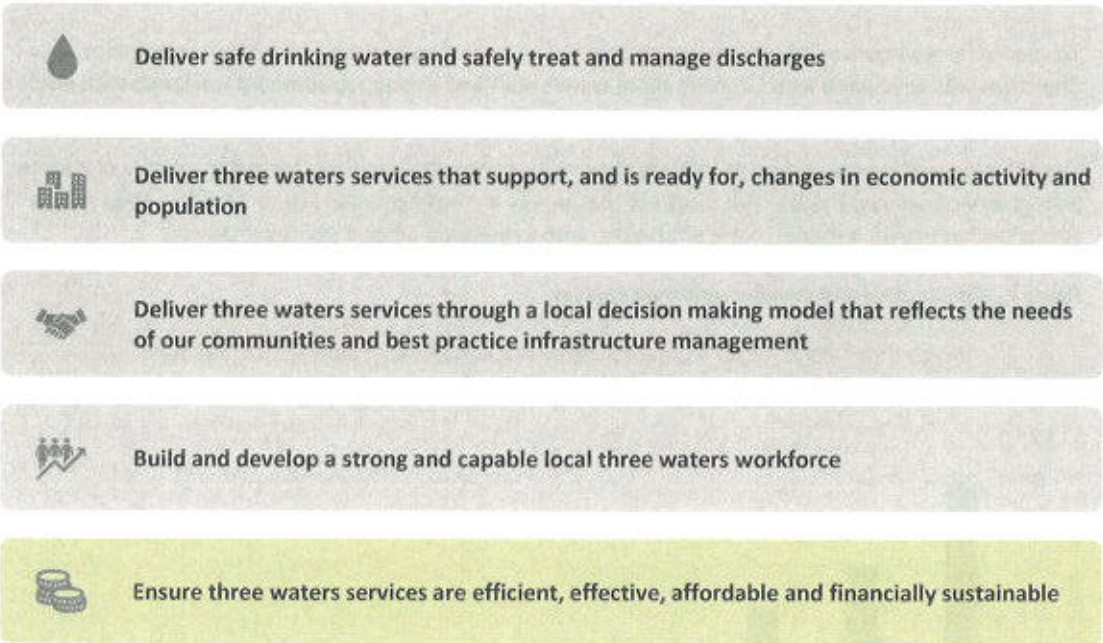 Deliver safe drinking water and safely treat and manage discharges
Deliver three waters services that support, and is ready for, changes in economic activity and
population
Deliver three waters services through a local decision making model that reflects the needs
of our communities and best practice infrastructure management
Build and develop a strong and capable local three waters workforce
Ensure three waters services are efficient, effective, affordable and financially sustainable